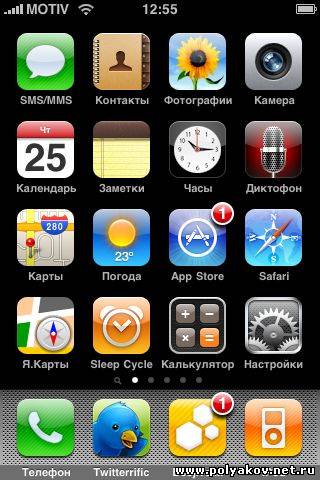 MOTIV 12:55
SMS/MMS Контакты Фотографии Камера
Чт
25 280
Календарь Заметки Часы Диктофон
1
23°
Карты Погода App Store Safari
Я.Карты Sleep Cycle Калькулятор Настройки
1
Телефон Twitterrific
www.polyakov.net.ru